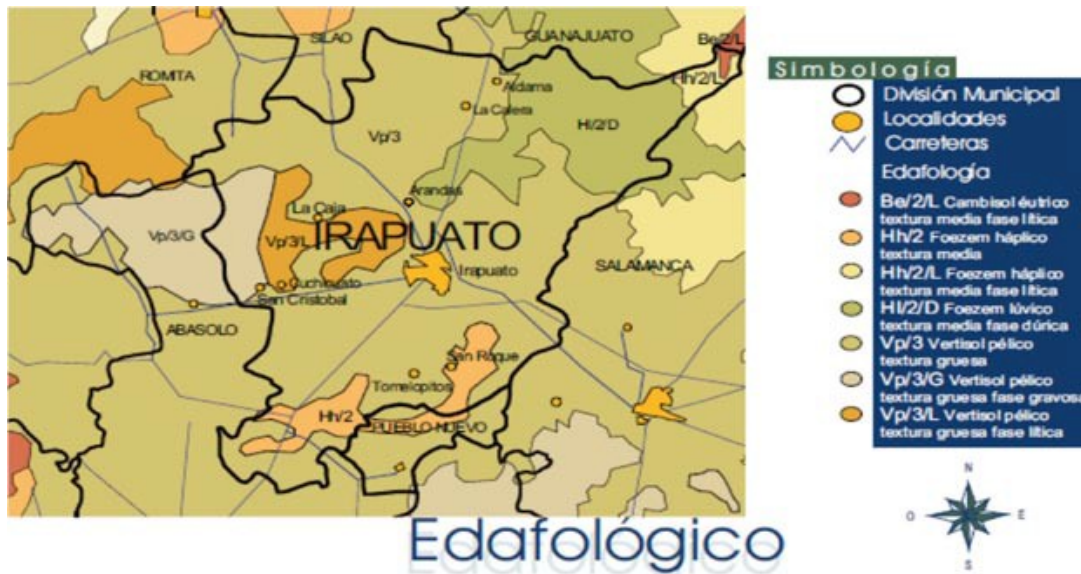 SILAO
GUANAJUATO
Be/2/L
ROMITA
Aldama
Hh/2/L
La Calera
Hl/2/D
Vp/3
Arandas
La Caja
Vp/3/G
Vp/3/L
IRAPUATO
SALAMANCA
Irapuato
Cuchicuato
San Cristobal
ABASOLO
San Roque
Tomelopitos
Hh/2
PUEBLO NUEVO
Simbología
División Municipal
Localidades
Carreteras
Edafología
Be/2/L Cambisol éutrico
textura media fase lítica
Hh/2 Foezem háplico
textura media
Hh/2/L Foezem háplico
textura media fase lítica
Hl/2/D Foezem lúvico
textura media fase dúrica
Vp/3 Vertisol pélico
textura gruesa
Vp/3/G Vertisol pélico
textura gruesa fase gravosa
Vp/3/L Vertisol pélico
textura gruesa fase lítica
N
O
E
S
Edafológico